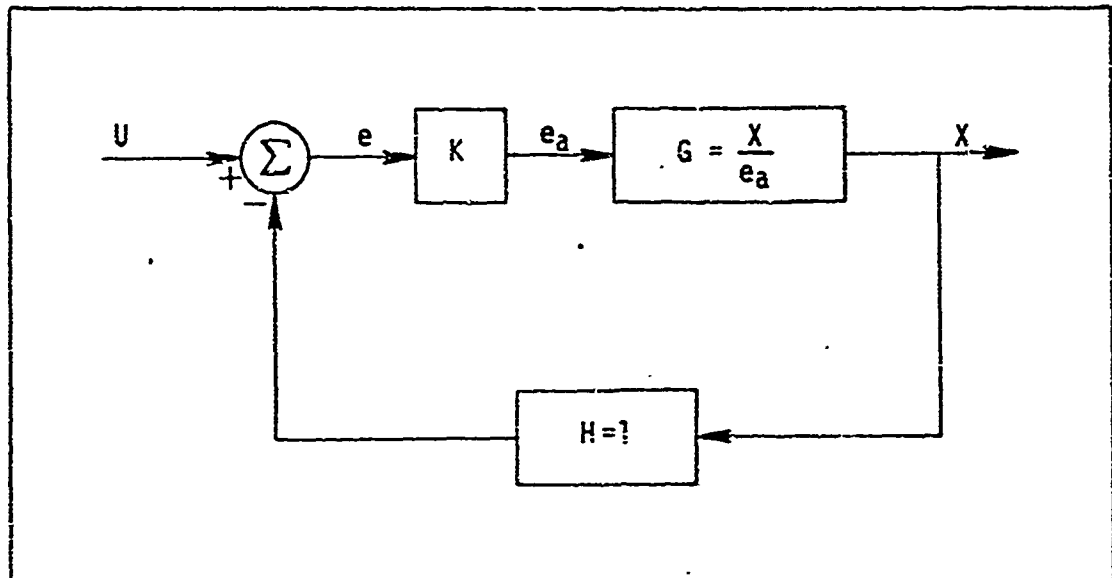 U
+
−
Σ
e
K
e_a
G = X / e_a
X
H=1